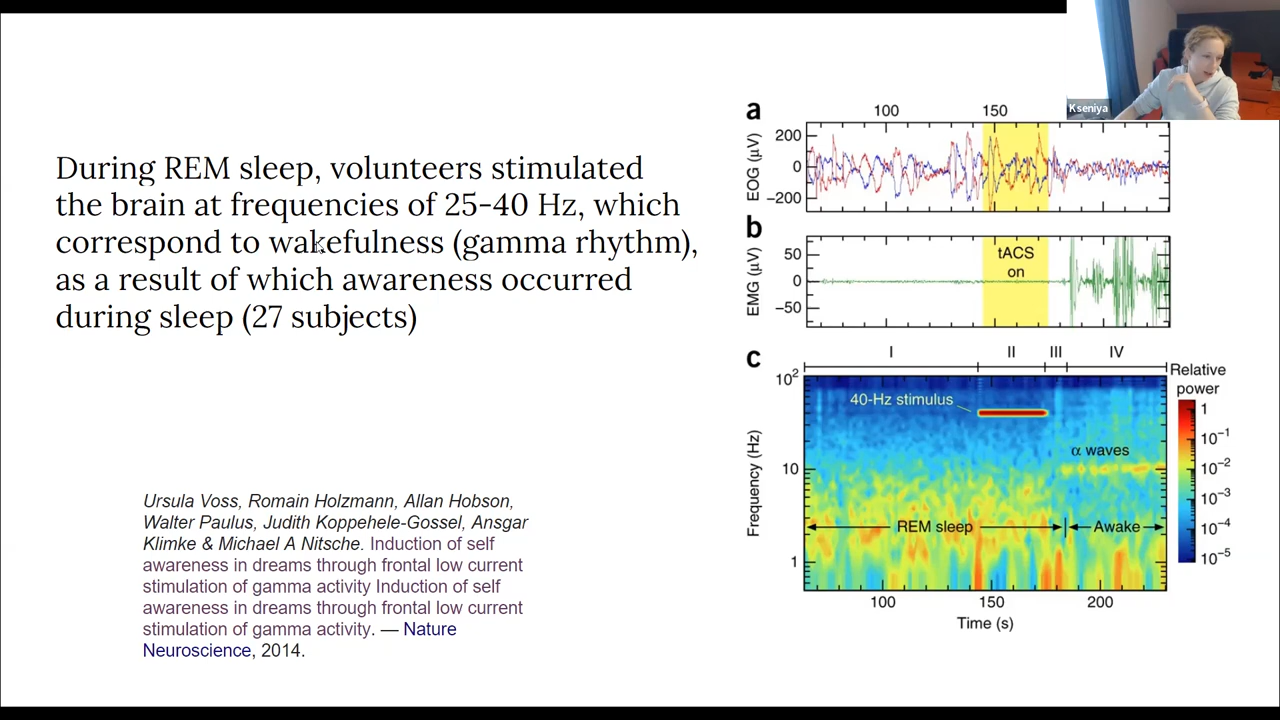 Kseniya
During REM sleep, volunteers stimulated
the brain at frequencies of 25-40 Hz, which
correspond to wakefulness (gamma rhythm),
as a result of which awareness occurred
during sleep (27 subjects)
Ursula Voss, Romain Holzmann, Allan Hobson,
Walter Paulus, Judith Koppehele-Gossel, Ansgar
Klimke & Michael A Nitsche. Induction of self
awareness in dreams through frontal low current
stimulation of gamma activity Induction of self
awareness in dreams through frontal low current
stimulation of gamma activity. — Nature
Neuroscience, 2014.
a
100 150
EOG (µV)
200
0
−200
b
EMG (µV)
50
0
−50
tACS
on
c
I II III IV
Frequency (Hz)
10²
10
1
40-Hz stimulus
α waves
REM sleep
Awake
100 150 200
Time (s)
Relative
power
1
10⁻¹
10⁻²
10⁻³
10⁻⁴
10⁻⁵